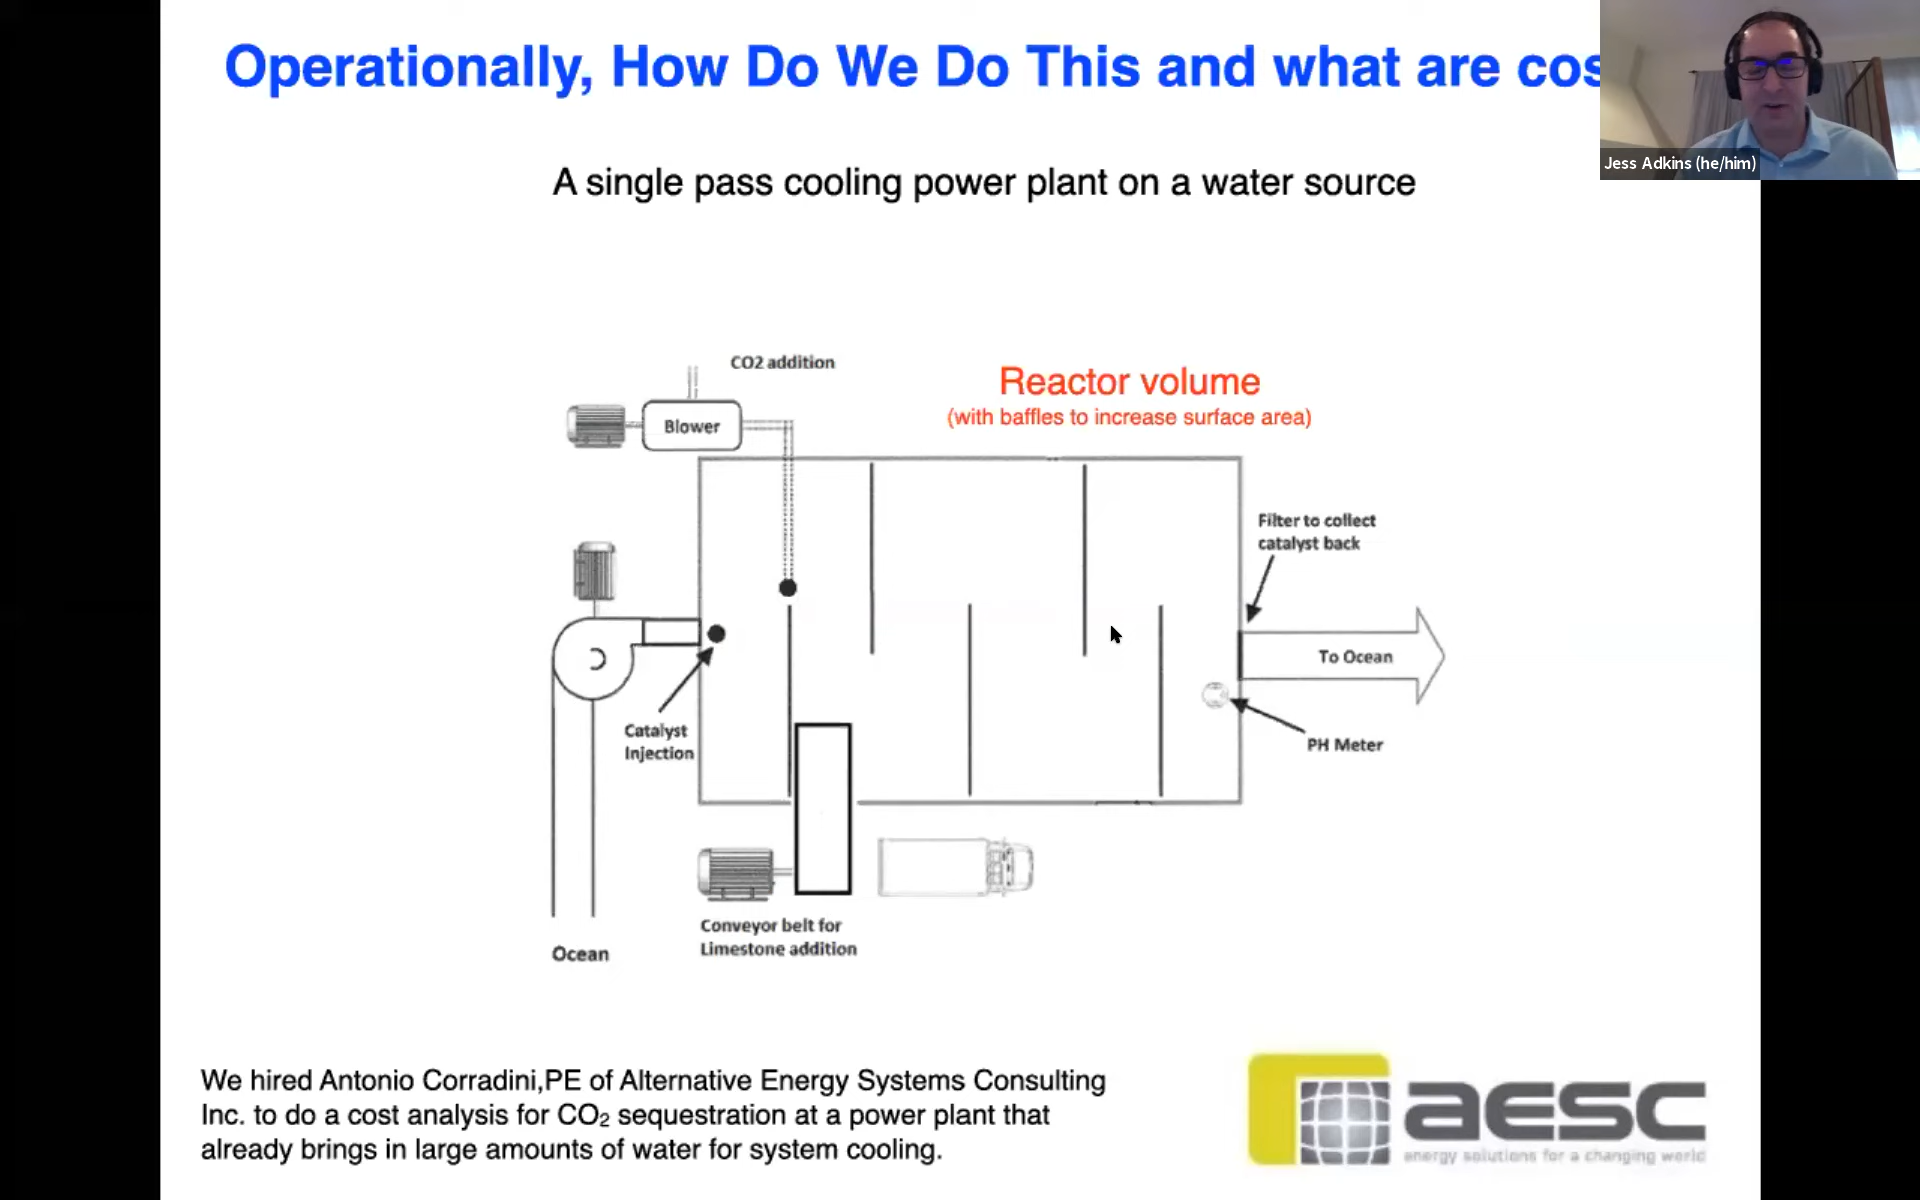 Operationally, How Do We Do This and what are cos
Jess Adkins (he/him)
A single pass cooling power plant on a water source
CO2 addition
Reactor volume
(with baffles to increase surface area)
Blower
Filter to collect
catalyst back
To Ocean
Catalyst
Injection
PH Meter
Conveyor belt for
Limestone addition
Ocean
We hired Antonio Corradini,PE of Alternative Energy Systems Consulting
Inc. to do a cost analysis for CO₂ sequestration at a power plant that
already brings in large amounts of water for system cooling.
aesc
energy solutions for a changing world